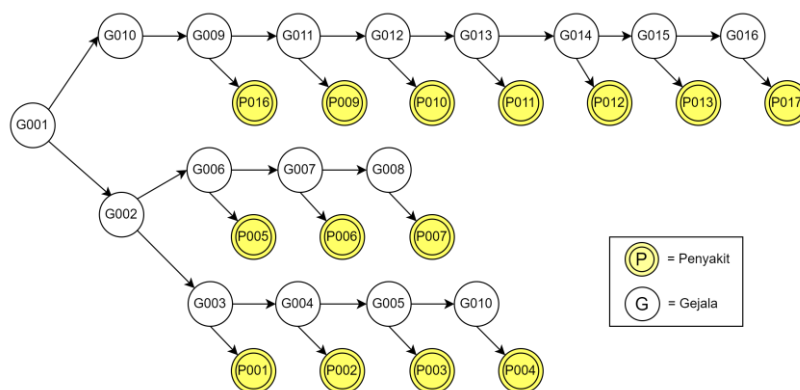 G010 G009 G011 G012 G013 G014 G015 G016
P016 P009 P010 P011 P012 P013 P017
G001
G006 G007 G008
G002
P005 P006 P007
P = Penyakit
G003 G004 G005 G010
G = Gejala
P001 P002 P003 P004